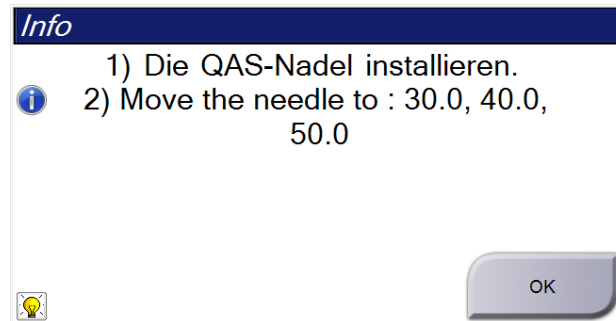 Info
1) Die QAS-Nadel installieren.
2) Move the needle to : 30.0, 40.0,
50.0
OK